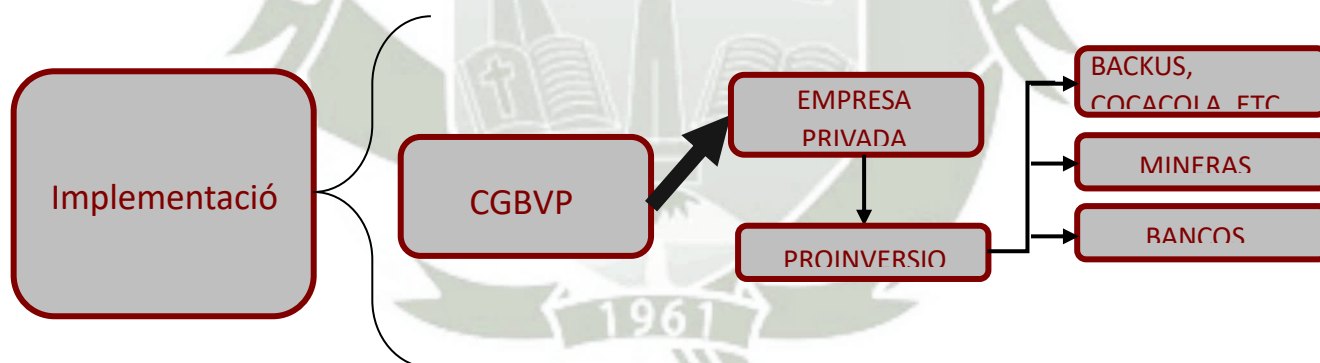 Implementació
CGBVP
EMPRESA
PRIVADA
PROINVERSIO
BACKUS,
COCACOLA, ETC
MINERAS
BANCOS
1961